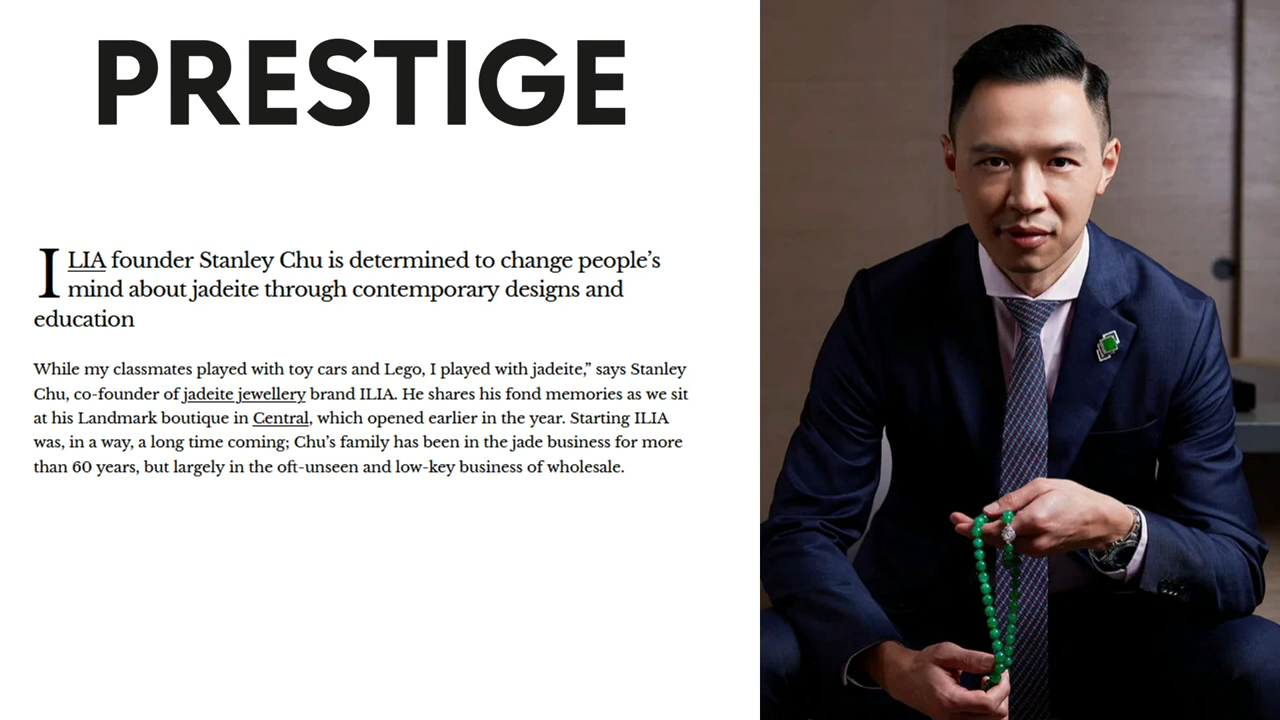 PRESTIGE
ILIA founder Stanley Chu is determined to change people’s
mind about jadeite through contemporary designs and
education
While my classmates played with toy cars and Lego, I played with jadeite,” says Stanley
Chu, co-founder of jadeite jewellery brand ILIA. He shares his fond memories as we sit
at his Landmark boutique in Central, which opened earlier in the year. Starting ILIA
was, in a way, a long time coming; Chu’s family has been in the jade business for more
than 60 years, but largely in the oft-unseen and low-key business of wholesale.